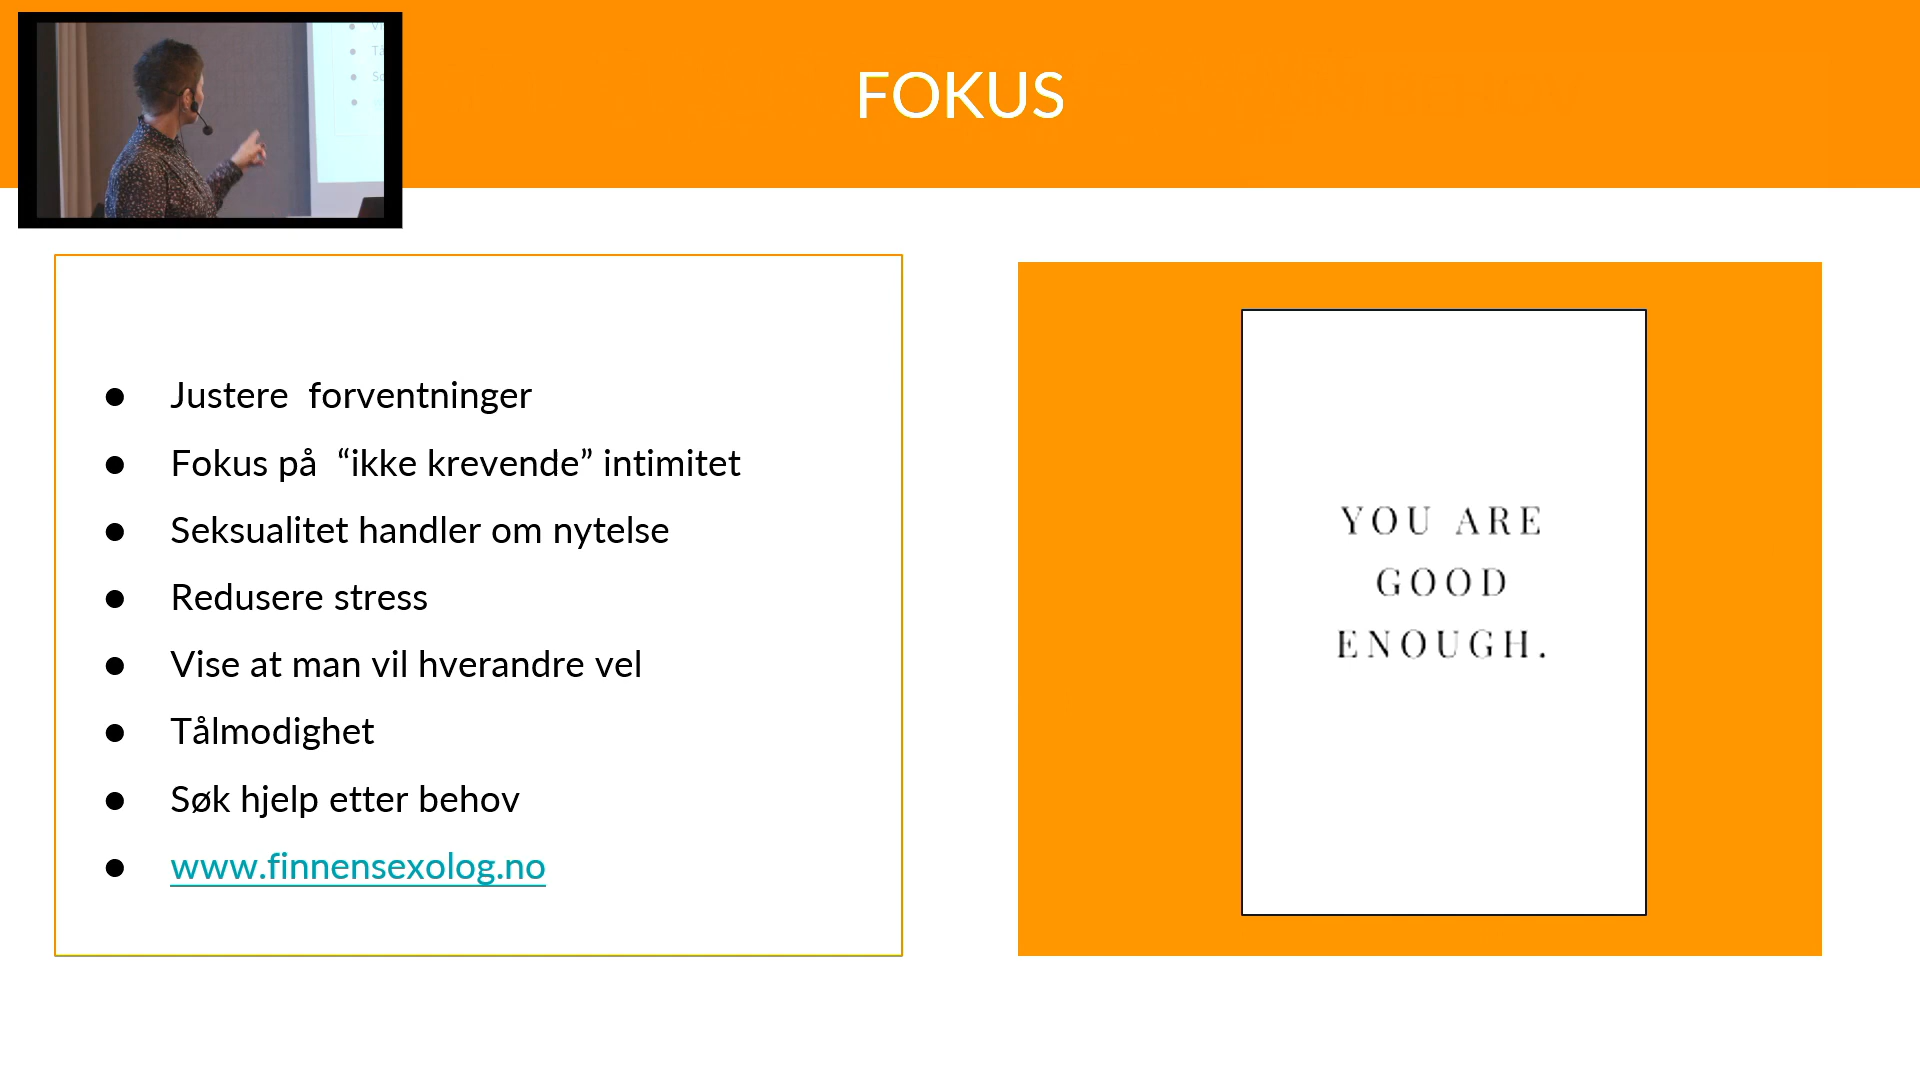 FOKUS
● Justere  forventninger
● Fokus på  “ikke krevende” intimitet
● Seksualitet handler om nytelse
● Redusere stress
● Vise at man vil hverandre vel
● Tålmodighet
● Søk hjelp etter behov
● www.finnensexolog.no
YOU ARE
GOOD
ENOUGH.